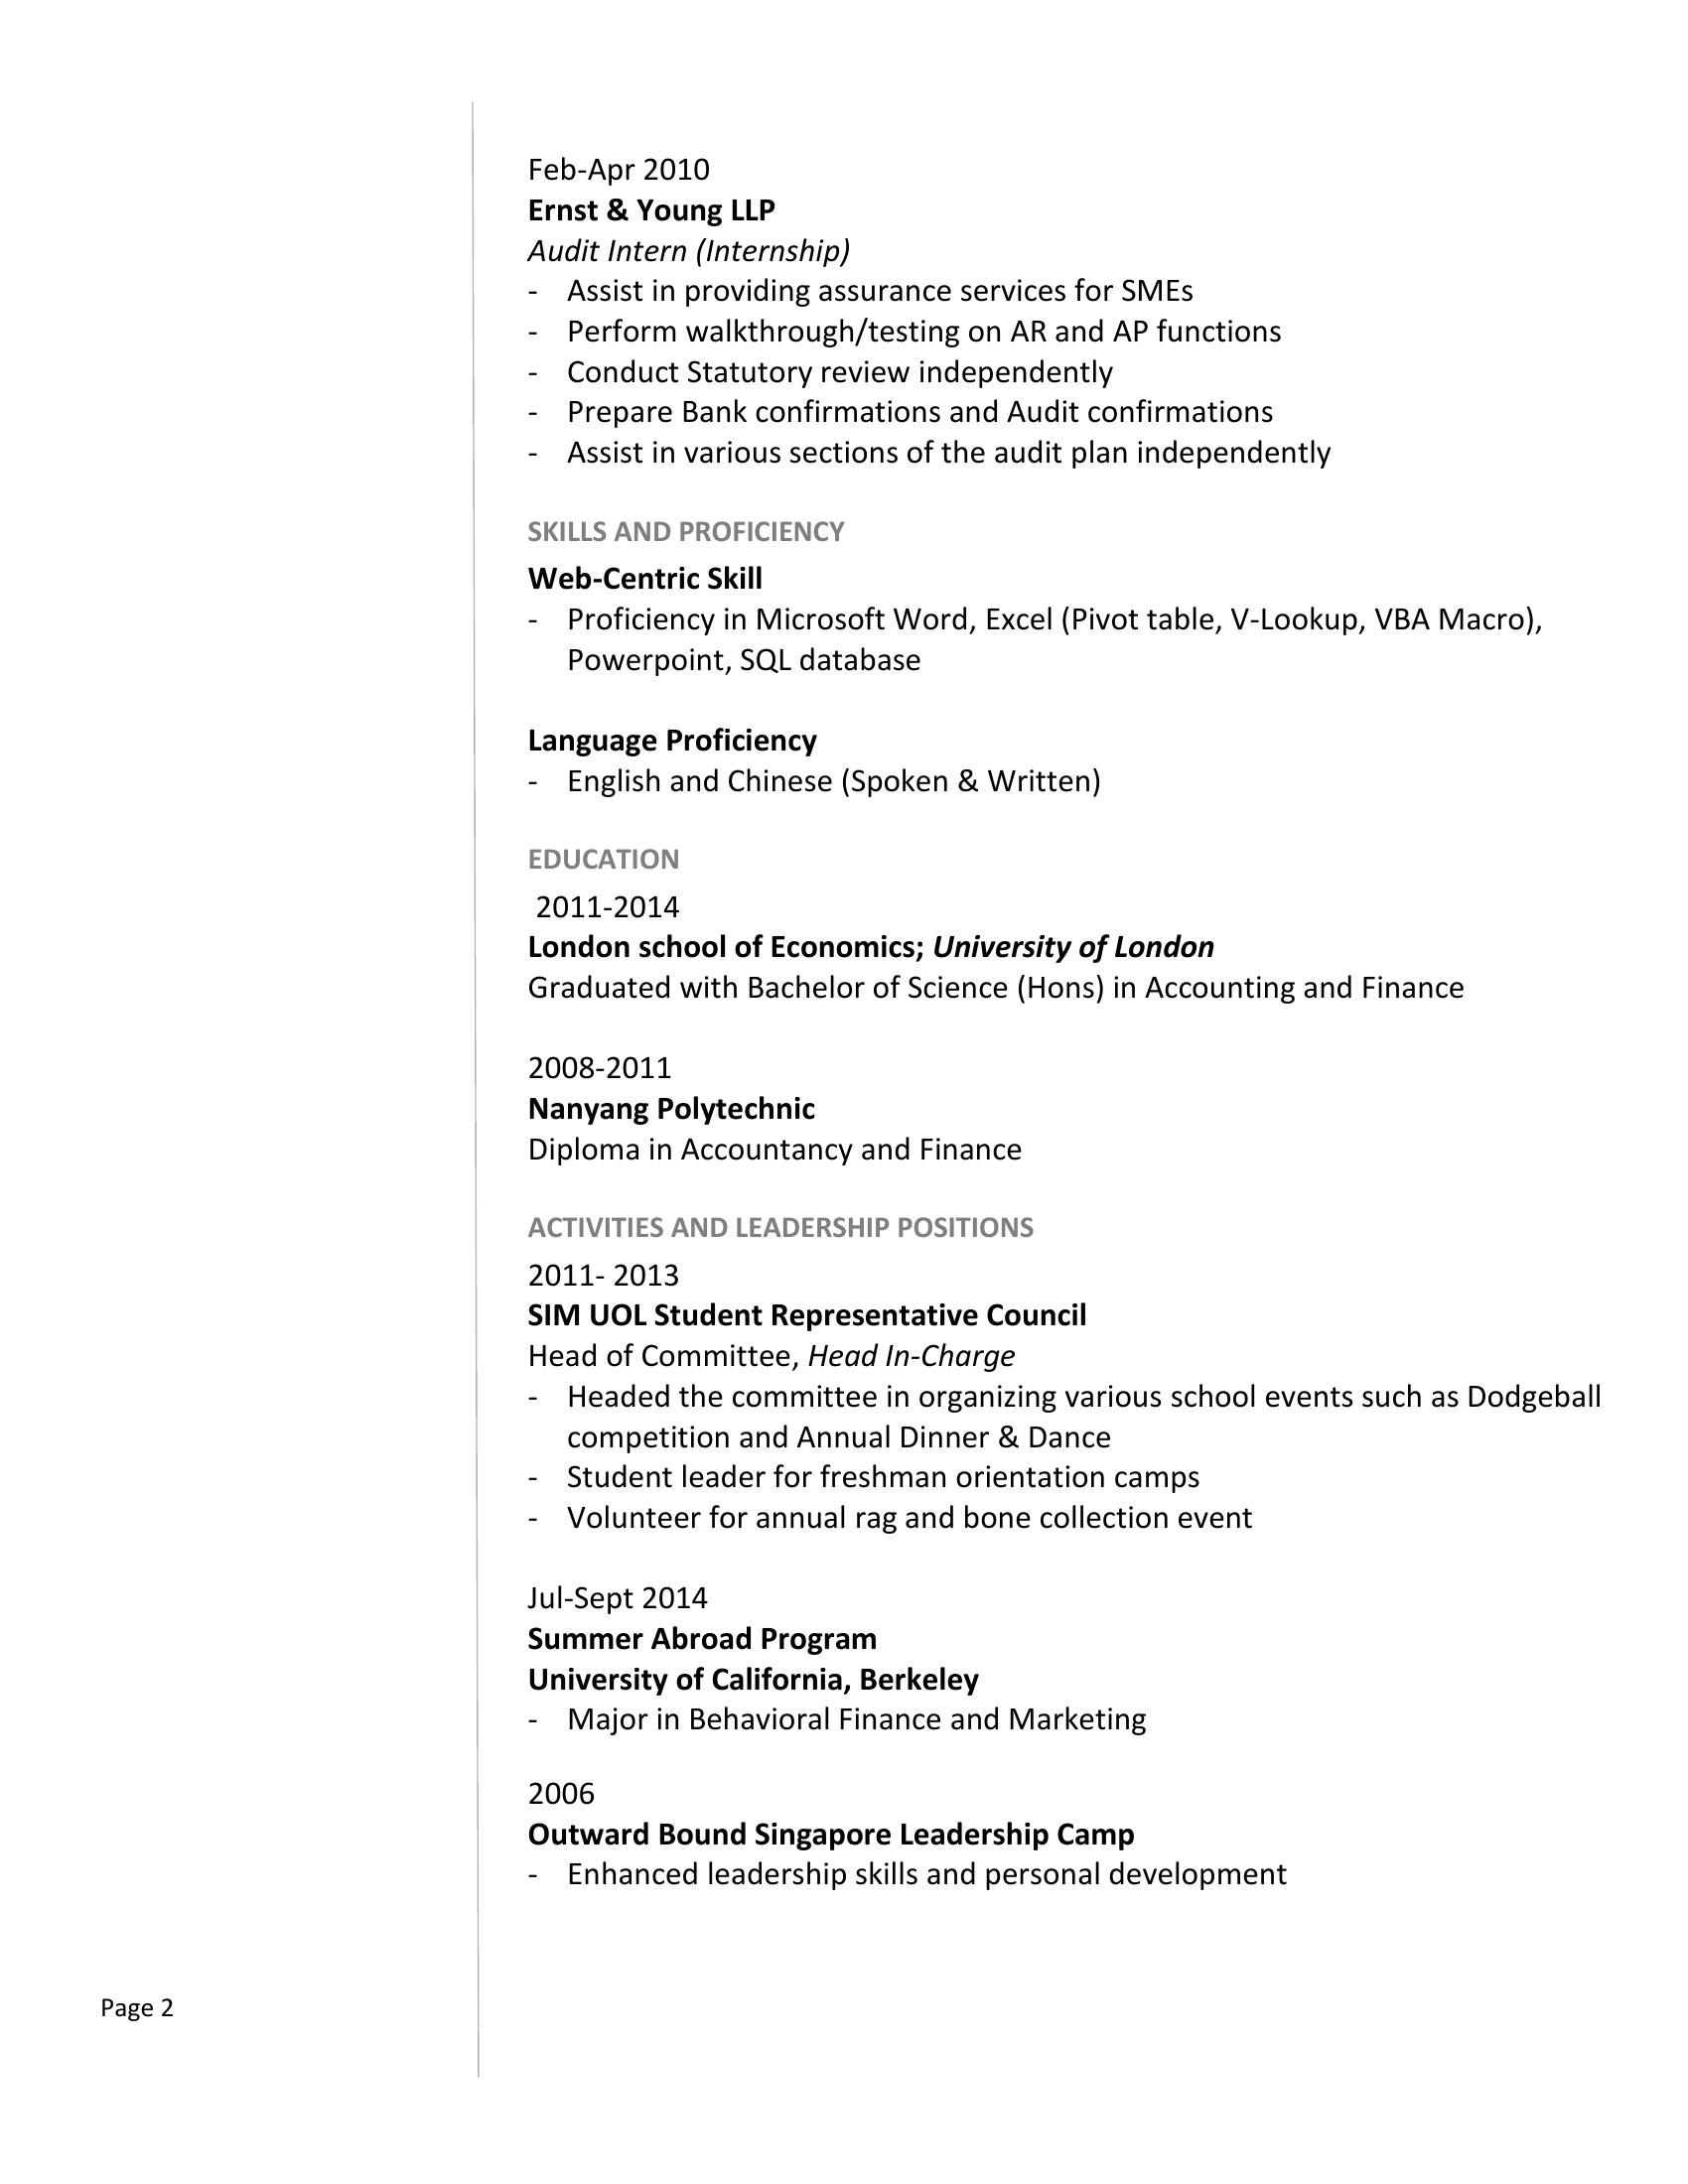 Feb-Apr 2010
Ernst & Young LLP
Audit Intern (Internship)
- Assist in providing assurance services for SMEs
- Perform walkthrough/testing on AR and AP functions
- Conduct Statutory review independently
- Prepare Bank confirmations and Audit confirmations
- Assist in various sections of the audit plan independently
SKILLS AND PROFICIENCY
Web-Centric Skill
- Proficiency in Microsoft Word, Excel (Pivot table, V-Lookup, VBA Macro),
Powerpoint, SQL database
Language Proficiency
- English and Chinese (Spoken & Written)
EDUCATION
2011-2014
London school of Economics; University of London
Graduated with Bachelor of Science (Hons) in Accounting and Finance
2008-2011
Nanyang Polytechnic
Diploma in Accountancy and Finance
ACTIVITIES AND LEADERSHIP POSITIONS
2011- 2013
SIM UOL Student Representative Council
Head of Committee, Head In-Charge
- Headed the committee in organizing various school events such as Dodgeball
competition and Annual Dinner & Dance
- Student leader for freshman orientation camps
- Volunteer for annual rag and bone collection event
Jul-Sept 2014
Summer Abroad Program
University of California, Berkeley
- Major in Behavioral Finance and Marketing
2006
Outward Bound Singapore Leadership Camp
- Enhanced leadership skills and personal development
Page 2